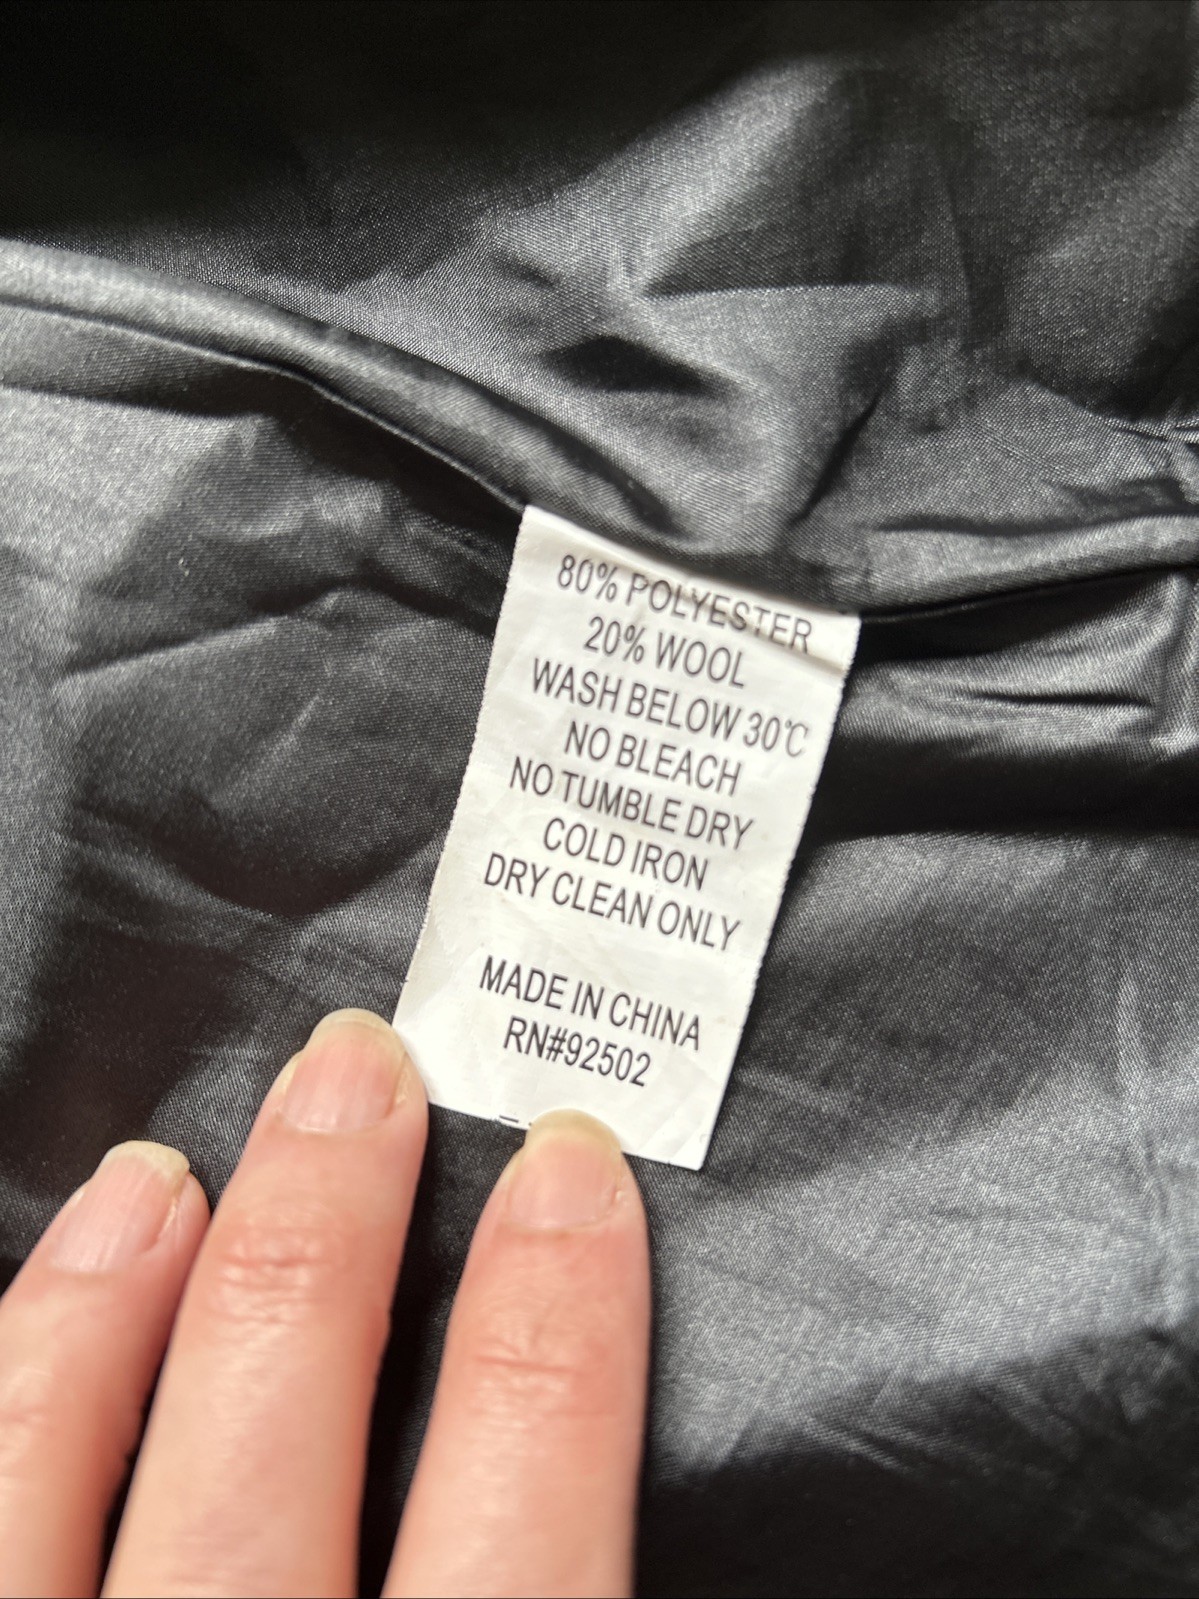 80% POLYESTER
20% WOOL
WASH BELOW 30℃
NO BLEACH
NO TUMBLE DRY
COLD IRON
DRY CLEAN ONLY
MADE IN CHINA
RN#92502